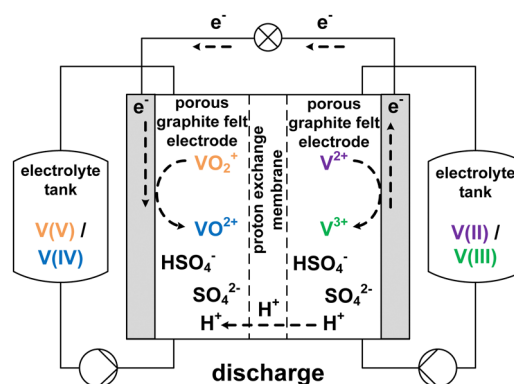 e⁻
e⁻
e⁻
porous
graphite felt
electrode
proton exchange
membrane
porous
graphite felt
electrode
e⁻
electrolyte
tank
V(V) /
V(IV)
VO₂⁺
VO²⁺
HSO₄⁻
SO₄²⁻
H⁺
H⁺
V²⁺
V³⁺
HSO₄⁻
SO₄²⁻
H⁺
electrolyte
tank
V(II) /
V(III)
discharge